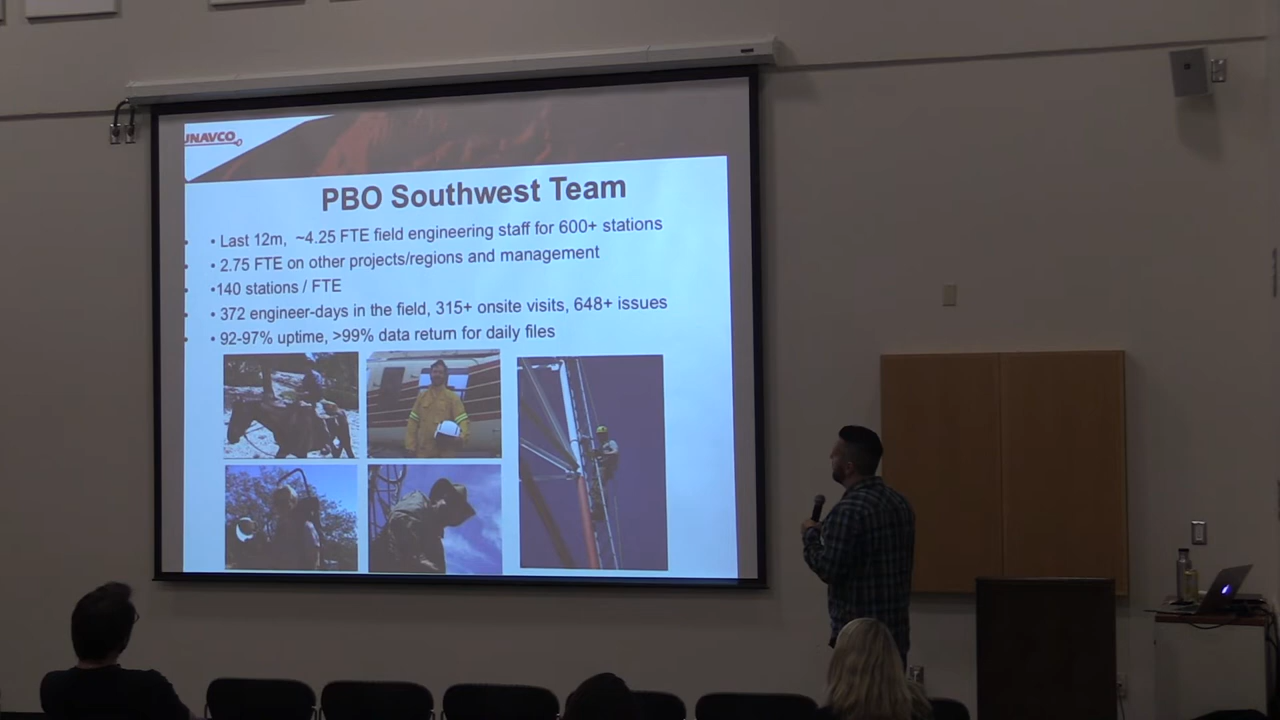 UNAVCO
PBO Southwest Team
• Last 12m, ~4.25 FTE field engineering staff for 600+ stations
• 2.75 FTE on other projects/regions and management
•140 stations / FTE
• 372 engineer-days in the field, 315+ onsite visits, 648+ issues
• 92-97% uptime, >99% data return for daily files